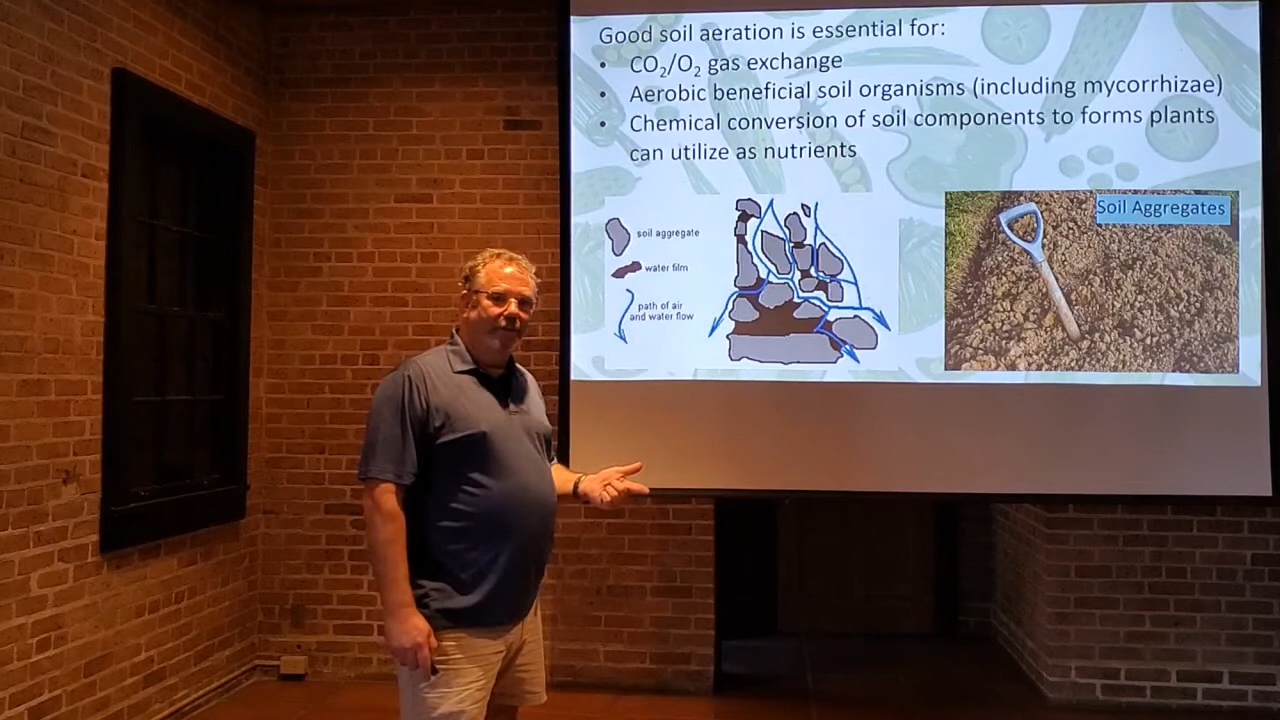 Good soil aeration is essential for:
• CO₂/O₂ gas exchange
• Aerobic beneficial soil organisms (including mycorrhizae)
• Chemical conversion of soil components to forms plants
can utilize as nutrients
soil aggregate
water film
path of air
and water flow
Soil Aggregates